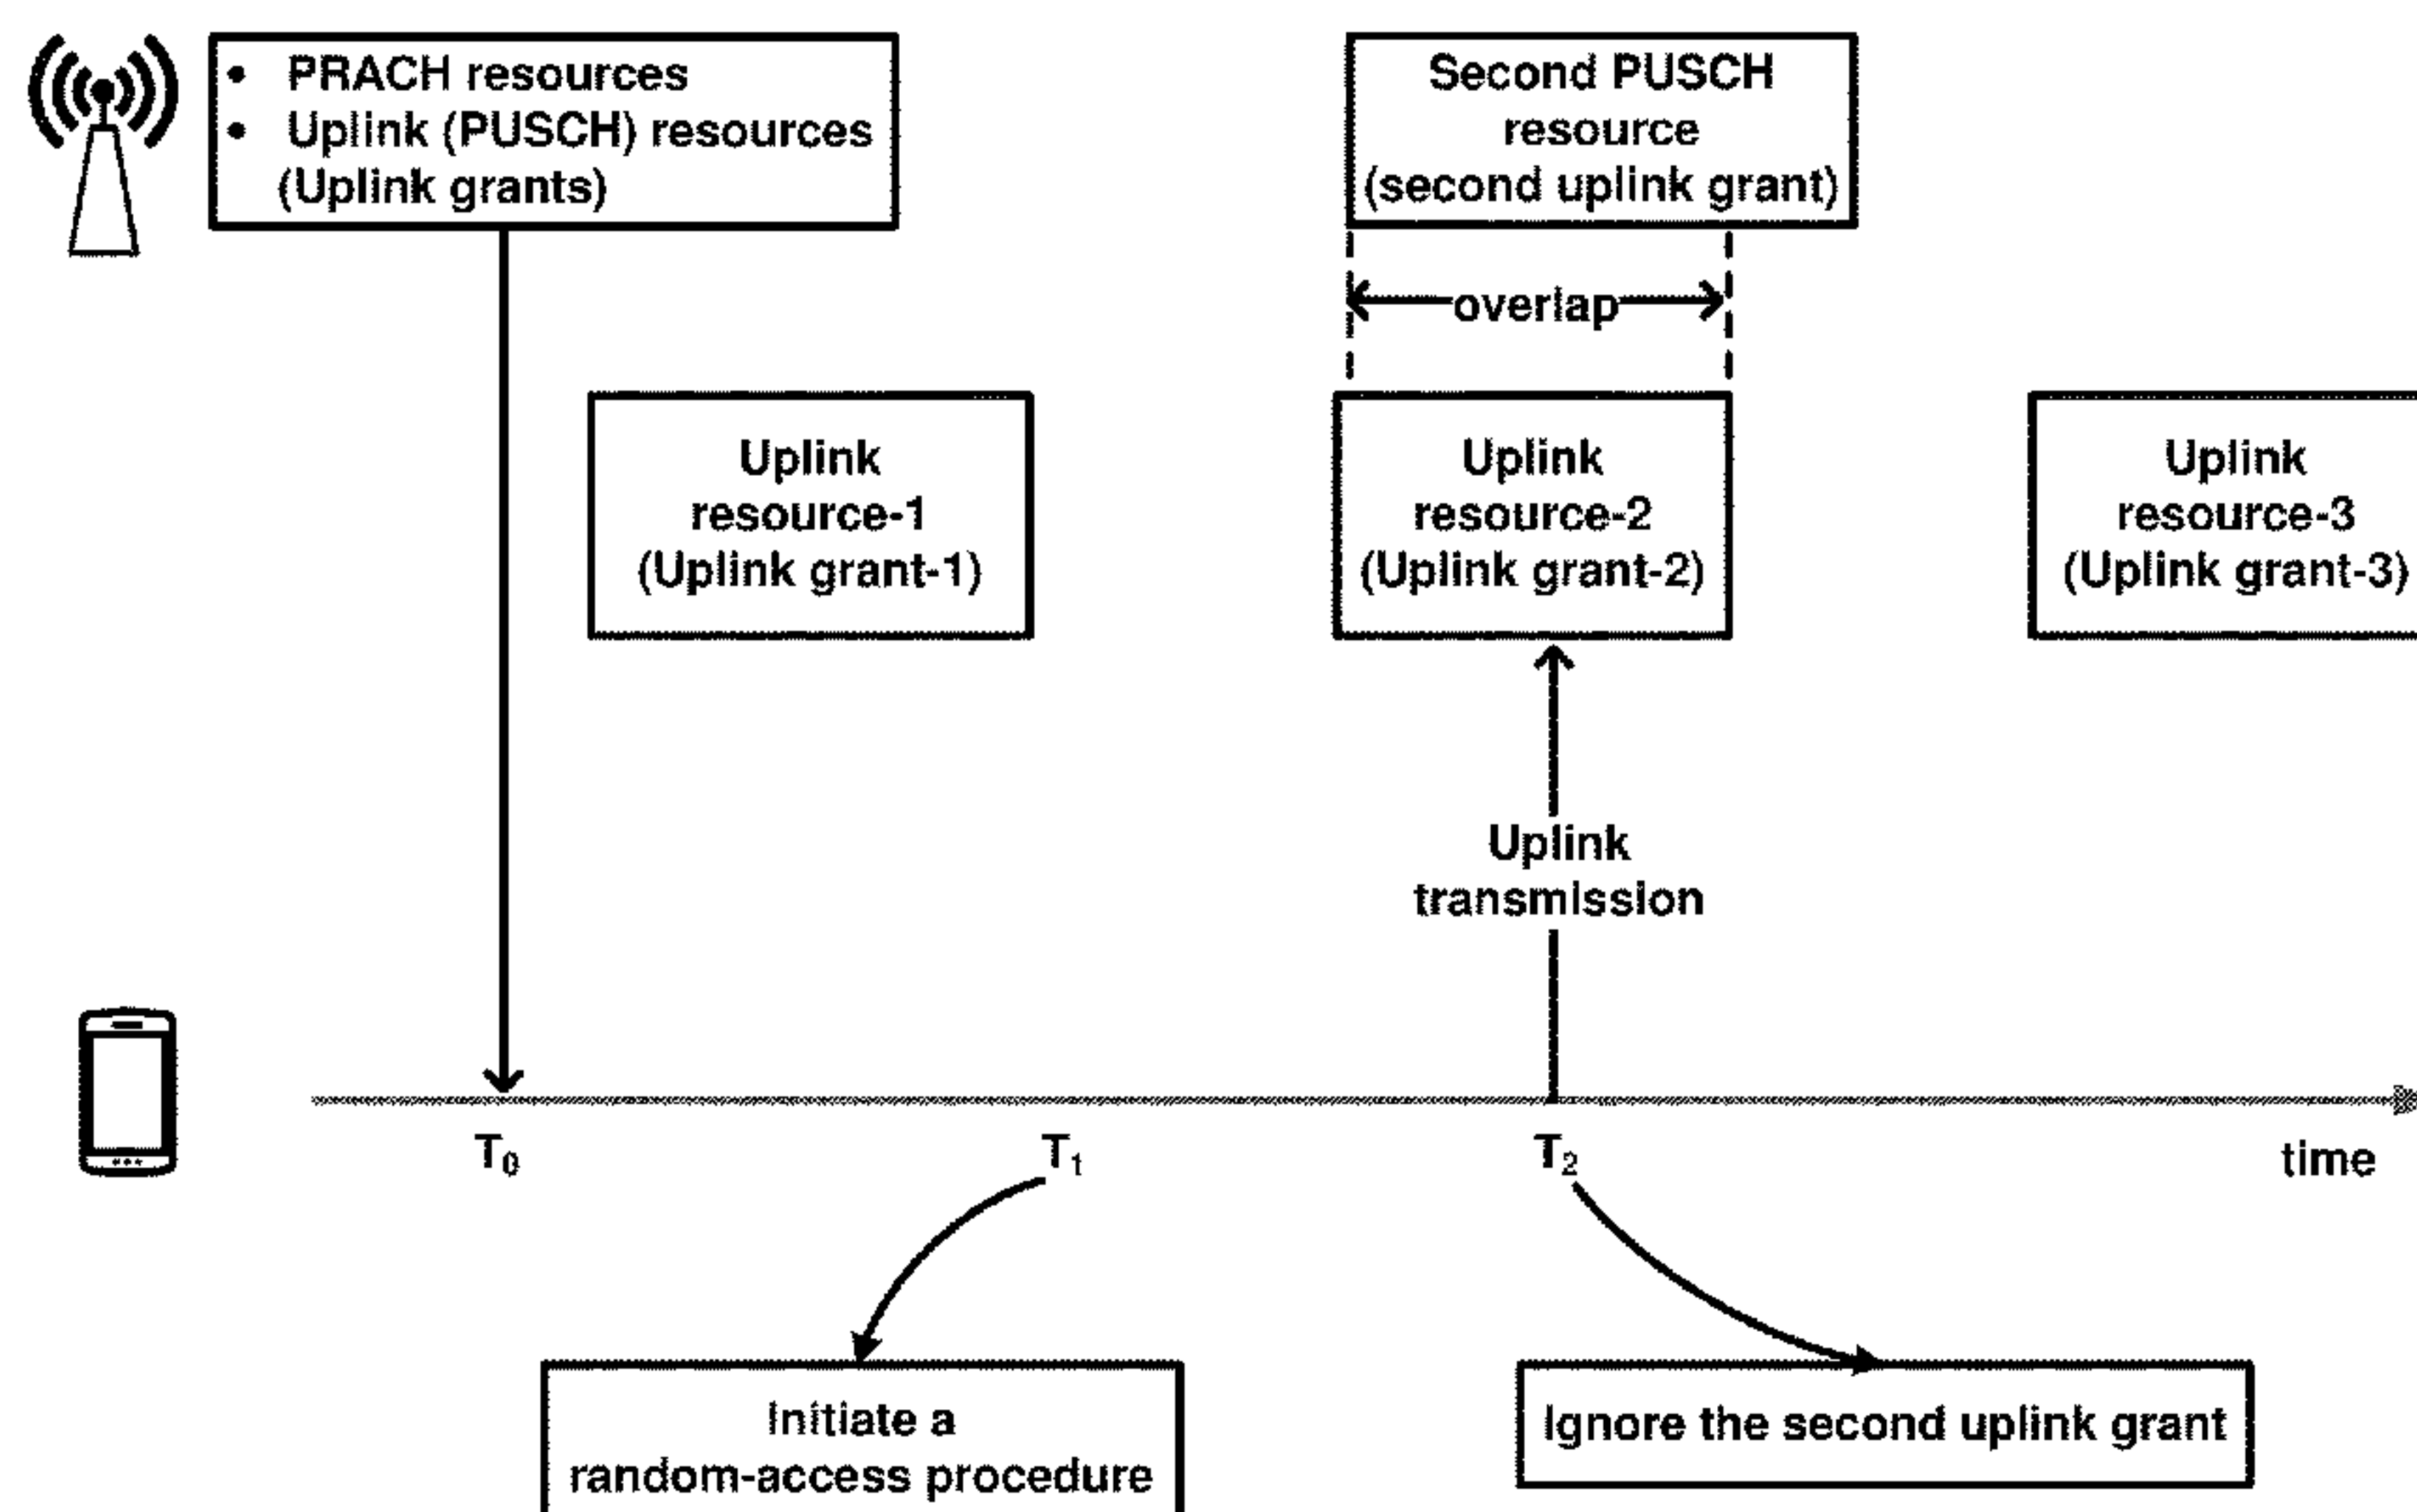 • PRACH resources
• Uplink (PUSCH) resources
(Uplink grants)
Second PUSCH
resource
(second uplink grant)
overlap
Uplink
resource-1
(Uplink grant-1)
Uplink
resource-2
(Uplink grant-2)
Uplink
resource-3
(Uplink grant-3)
Uplink
transmission
T0
T1
T2
time
Initiate a
random-access procedure
Ignore the second uplink grant